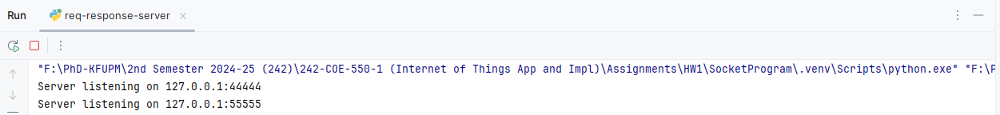 Run req-response-server
"F:\PhD-KFUPM\2nd Semester 2024-25 (242)\242-COE-550-1 (Internet of Things App and Impl)\Assignments\HW1\SocketProgram\.venv\Scripts\python.exe" "F:\P
Server listening on 127.0.0.1:44444
Server listening on 127.0.0.1:55555